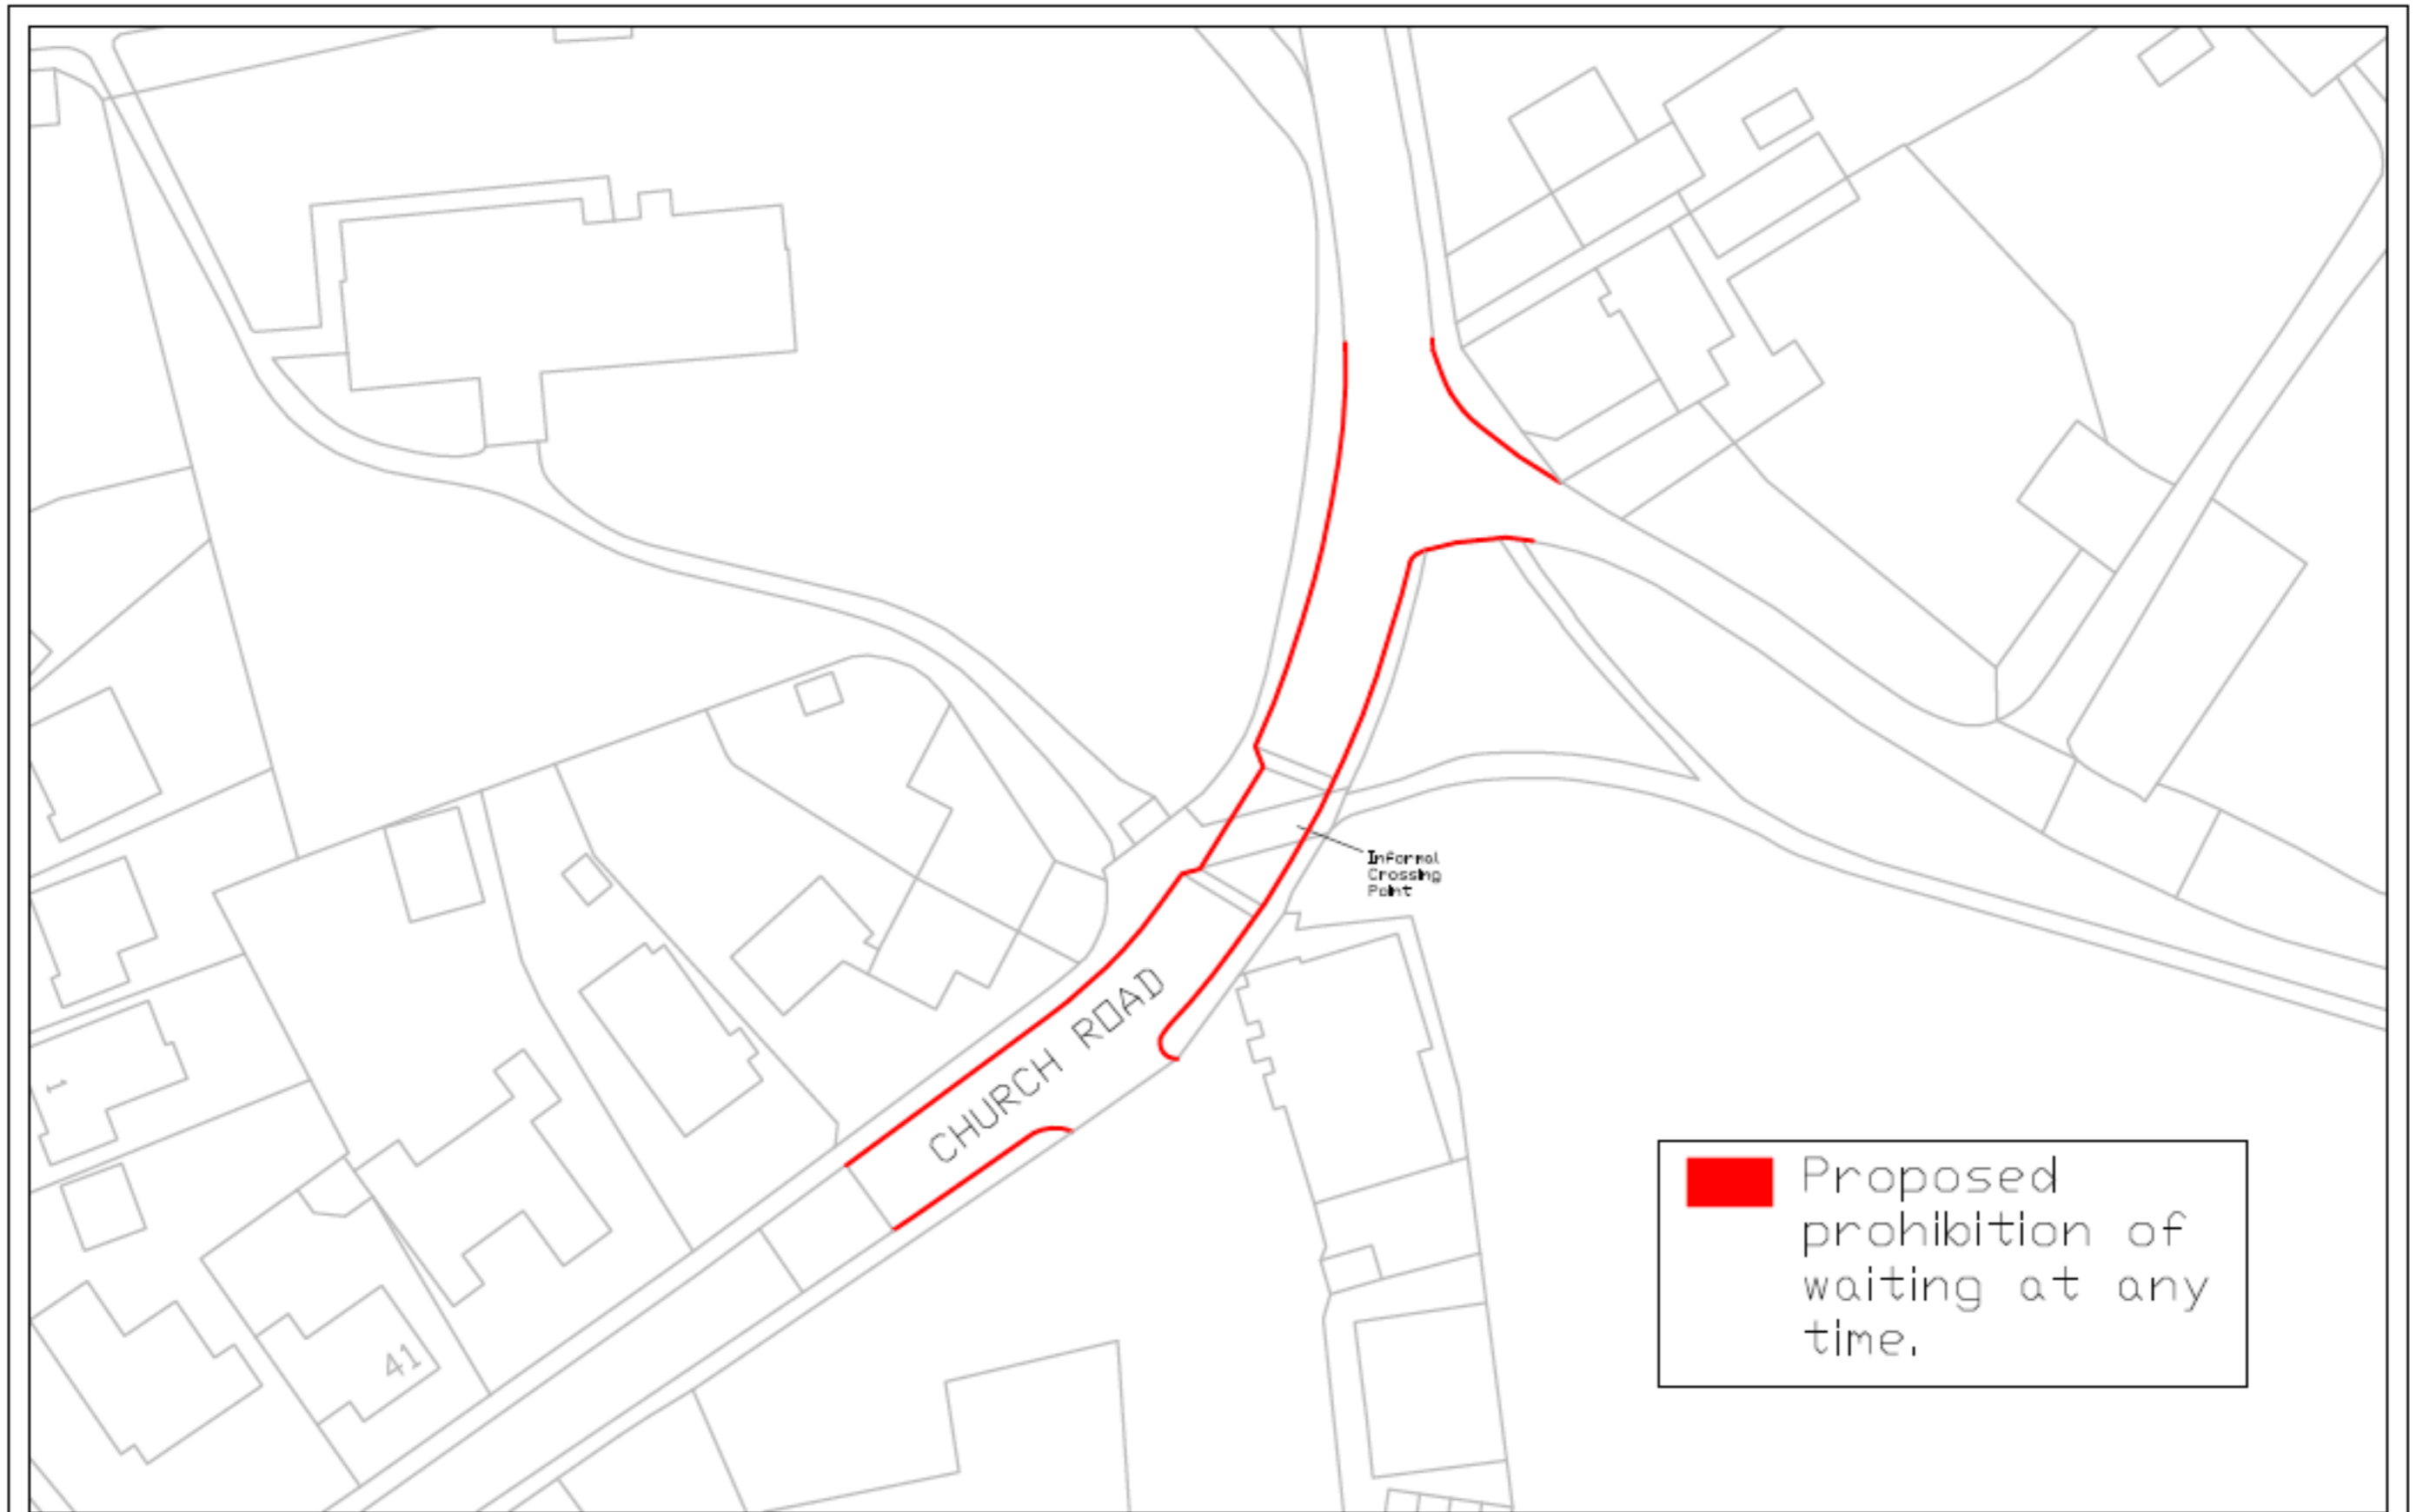 Informal
Crossing
Point
CHURCH ROAD
1
41
Proposed
prohibition of
waiting at any
time.